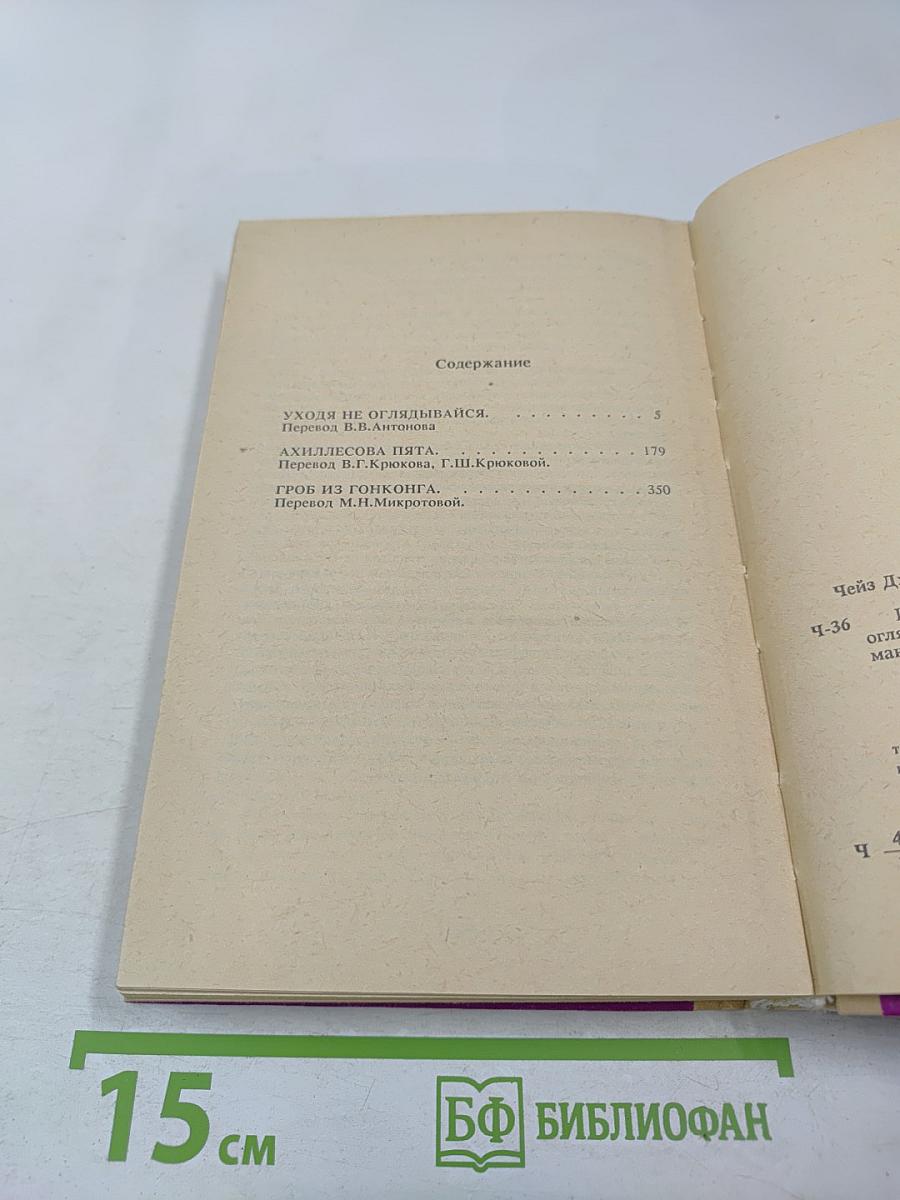 Содержание
УХОДЯ НЕ ОГЛЯДЫВАЙСЯ. . . . . . . . . . 5
Перевод В.В.Антонова
АХИЛЛЕСОВА ПЯТА. . . . . . . . . . . . . . 179
Перевод В.Г.Крюкова, Г.Ш.Крюковой.
ГРОБ ИЗ ГОНКОНГА. . . . . . . . . . . . . . 350
Перевод М.Н.Микротовой.
Чейз
Ч-36
Ч
15 см
БФ БИБЛИОФАН